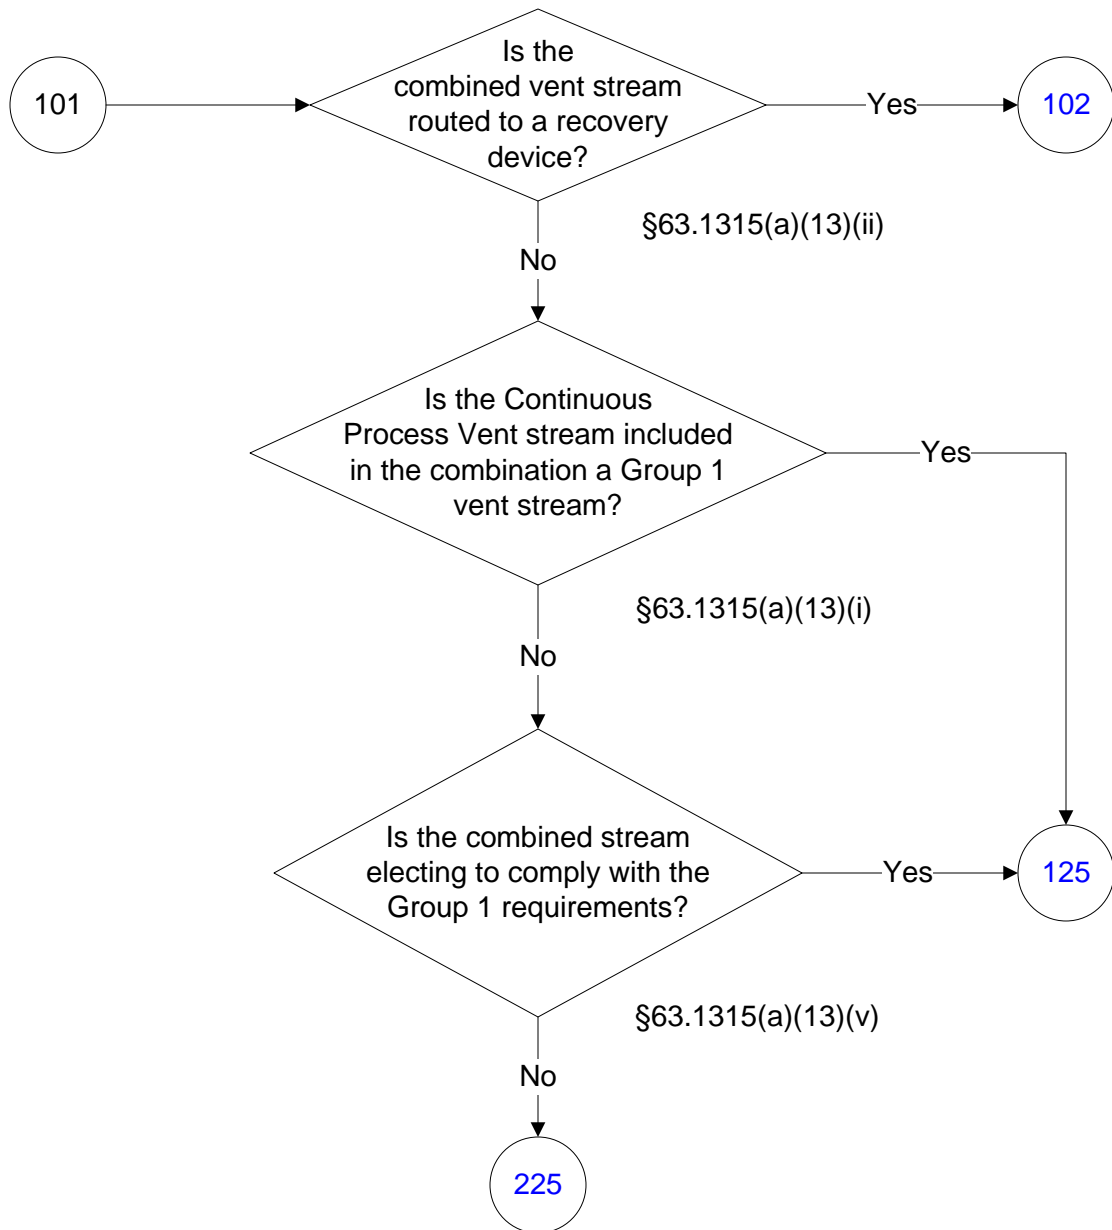 Is the
combined vent stream
routed to a recovery
device?
101
Yes
102
§63.1315(a)(13)(ii)
No
Is the Continuous
Process Vent stream included
in the combination a Group 1
vent stream?
Yes
§63.1315(a)(13)(i)
No
Is the combined stream
electing to comply with the
Group 1 requirements?
Yes
125
§63.1315(a)(13)(v)
No
225